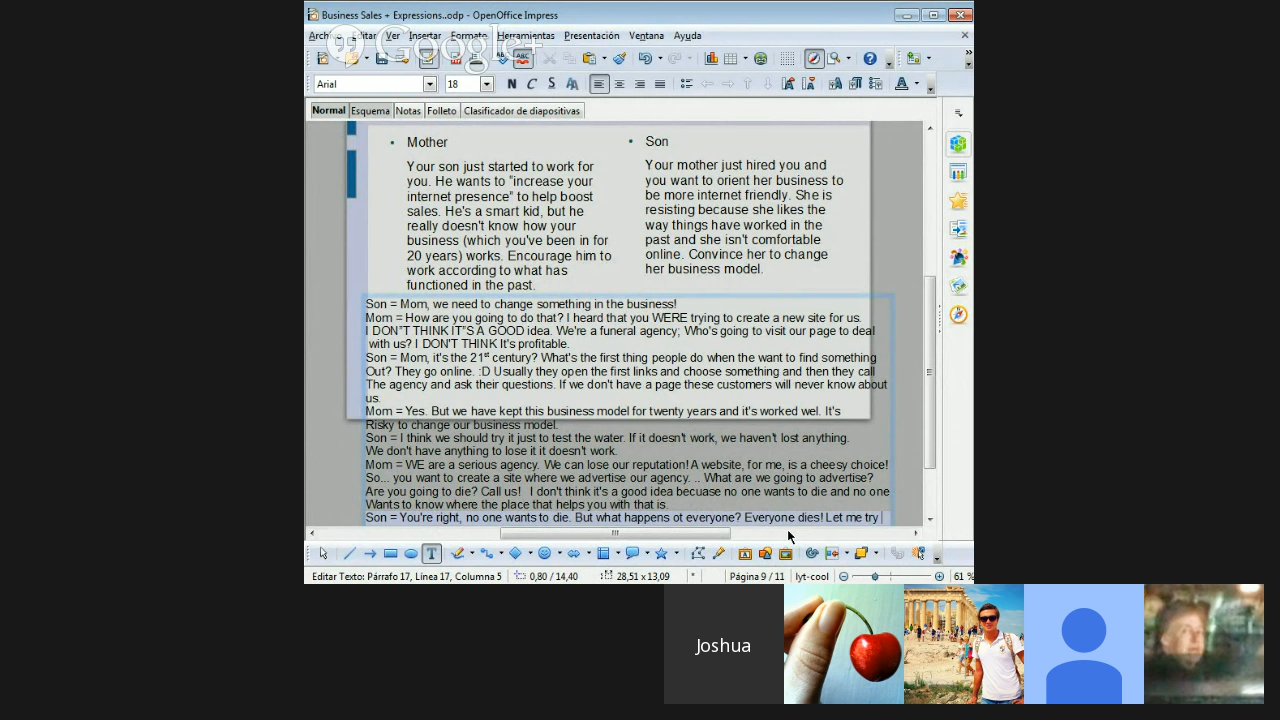 Business Sales + Expressions..odp - OpenOffice Impress
Archivo Editar Ver Insertar Formato Herramientas Presentación Ventana Ayuda
Google+
Arial 18
Normal Esquema Notas Folleto Clasificador de diapositivas
• Mother
Your son just started to work for
you. He wants to "increase your
internet presence" to help boost
sales. He's a smart kid, but he
really doesn't know how your
business (which you've been in for
20 years) works. Encourage him to
work according to what has
functioned in the past.
• Son
Your mother just hired you and
you want to orient her business to
be more internet friendly. She is
resisting because she likes the
way things have worked in the
past and she isn't comfortable
online. Convince her to change
her business model.
Son = Mom, we need to change something in the business!
Mom = How are you going to do that? I heard that you WERE trying to create a new site for us.
I DON"T THINK IT"S A GOOD idea. We're a funeral agency; Who's going to visit our page to deal
with us? I DON'T THINK It's profitable.
Son = Mom, it's the 21st century? What's the first thing people do when the want to find something
Out? They go online. :D Usually they open the first links and choose something and then they call
The agency and ask their questions. If we don't have a page these customers will never know about
us.
Mom = Yes. But we have kept this business model for twenty years and it's worked wel. It's
Risky to change our business model.
Son = I think we should try it just to test the water. If it doesn't work, we haven't lost anything.
We don't have anything to lose it it doesn't work.
Mom = WE are a serious agency. We can lose our reputation! A website, for me, is a cheesy choice!
So... you want to create a site where we advertise our agency. .. What are we going to advertise?
Are you going to die? Call us! I don't think it's a good idea becuase no one wants to die and no one
Wants to know where the place that helps you with that is.
Son = You're right, no one wants to die. But what happens ot everyone? Everyone dies! Let me try
Editar Texto: Párrafo 17, Línea 17, Columna 5 0,80 / 14,40 28,51 x 13,09 * Página 9 / 11 lyt-cool 61 %
Joshua